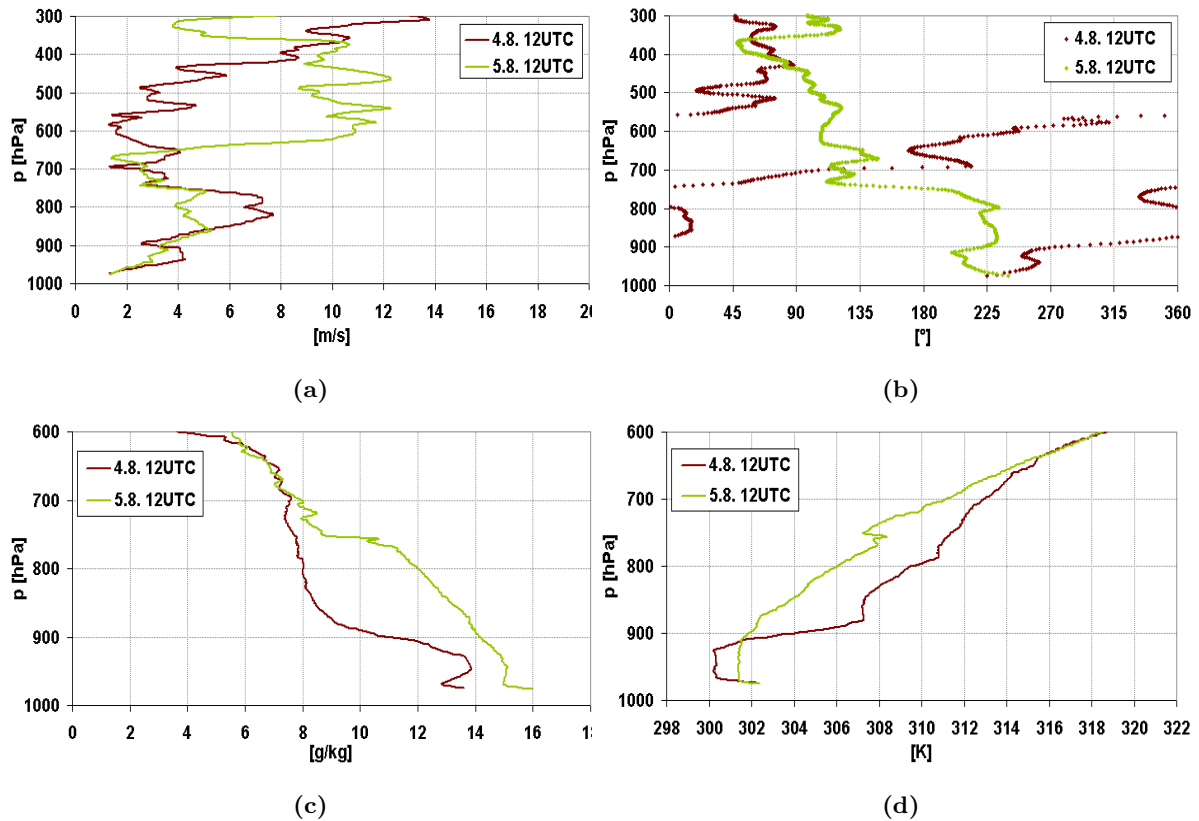 300
400
500
600
700
800
900
1000
p [hPa]
4.8. 12UTC
5.8. 12UTC
0 2 4 6 8 10 12 14 16 18 20
[m/s]
(a)
300
400
500
600
700
800
900
1000
p [hPa]
4.8. 12UTC
5.8. 12UTC
0 45 90 135 180 225 270 315 360
[°]
(b)
600
700
800
900
1000
p [hPa]
4.8. 12UTC
5.8. 12UTC
0 2 4 6 8 10 12 14 16 18
[g/kg]
(c)
600
700
800
900
1000
p [hPa]
4.8. 12UTC
5.8. 12UTC
298 300 302 304 306 308 310 312 314 316 318 320 322
[K]
(d)